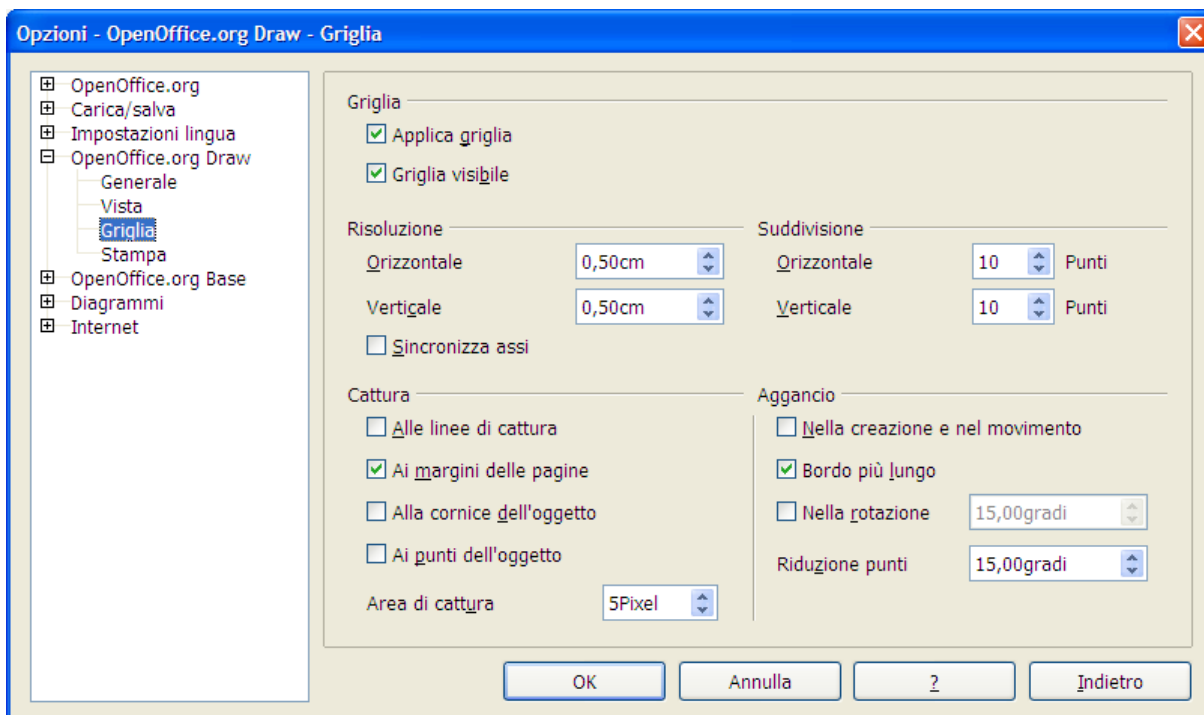 Opzioni - OpenOffice.org Draw - Griglia
OpenOffice.org
Carica/salva
Impostazioni lingua
OpenOffice.org Draw
Generale
Vista
Griglia
Stampa
OpenOffice.org Base
Diagrammi
Internet
Griglia
Applica griglia
Griglia visibile
Risoluzione
Orizzontale 0,50cm
Verticale 0,50cm
Sincronizza assi
Suddivisione
Orizzontale 10 Punti
Verticale 10 Punti
Cattura
Alle linee di cattura
Ai margini delle pagine
Alla cornice dell'oggetto
Ai punti dell'oggetto
Area di cattura 5Pixel
Aggancio
Nella creazione e nel movimento
Bordo più lungo
Nella rotazione 15,00gradi
Riduzione punti 15,00gradi
OK Annulla ? Indietro